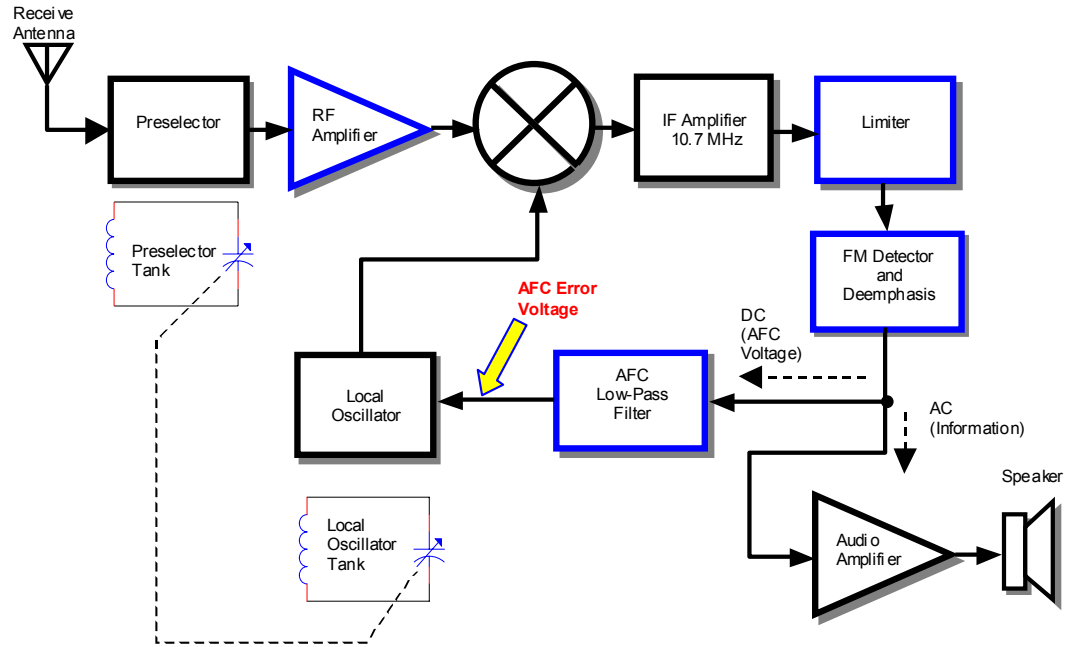 Receive
Antenna
Preselector
RF
Amplifier
IF Amplifier
10.7 MHz
Limiter
Preselector
Tank
FM Detector
and
Deemphasis
AFC Error
Voltage
DC
(AFC
Voltage)
Local
Oscillator
AFC
Low-Pass
Filter
AC
(Information)
Speaker
Local
Oscillator
Tank
Audio
Amplifier